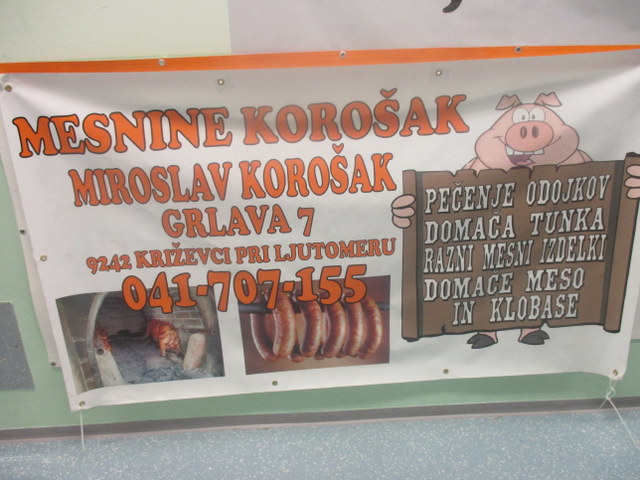 MESNINE KOROŠAK
MIROSLAV KOROŠAK
GRLAVA 7
9242 KRIŽEVCI PRI LJUTOMERU
041-707-155
PEČENJE ODOJKOV
DOMAČA TUNKA
RAZNI MESNI IZDELKI
DOMAČE MESO
IN KLOBASE